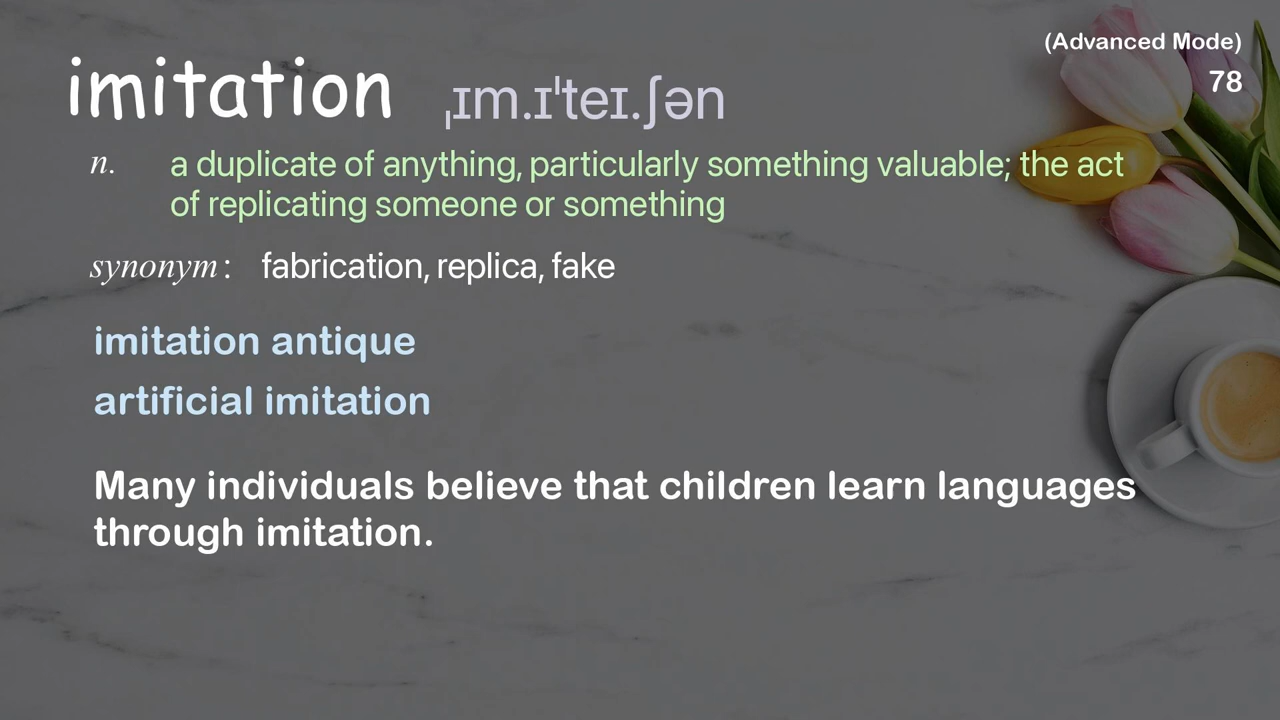 (Advanced Mode)
imitation ˌɪm.ɪˈteɪ.ʃən
78
n. a duplicate of anything, particularly something valuable; the act
of replicating someone or something
synonym: fabrication, replica, fake
imitation antique
artificial imitation
Many individuals believe that children learn languages
through imitation.